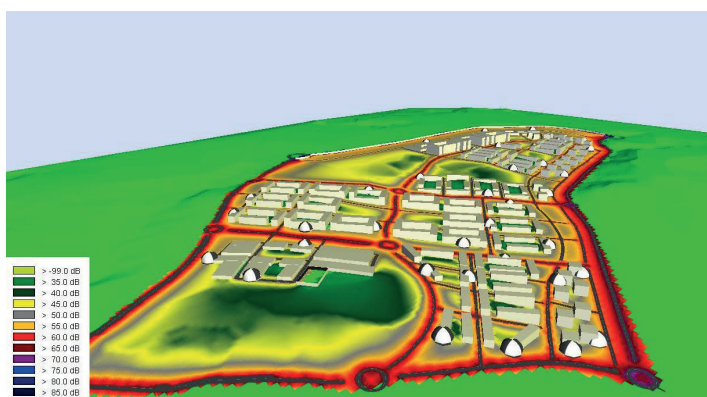 > -99.0 dB
> 35.0 dB
> 40.0 dB
> 45.0 dB
> 50.0 dB
> 55.0 dB
> 60.0 dB
> 65.0 dB
> 70.0 dB
> 75.0 dB
> 80.0 dB
> 85.0 dB